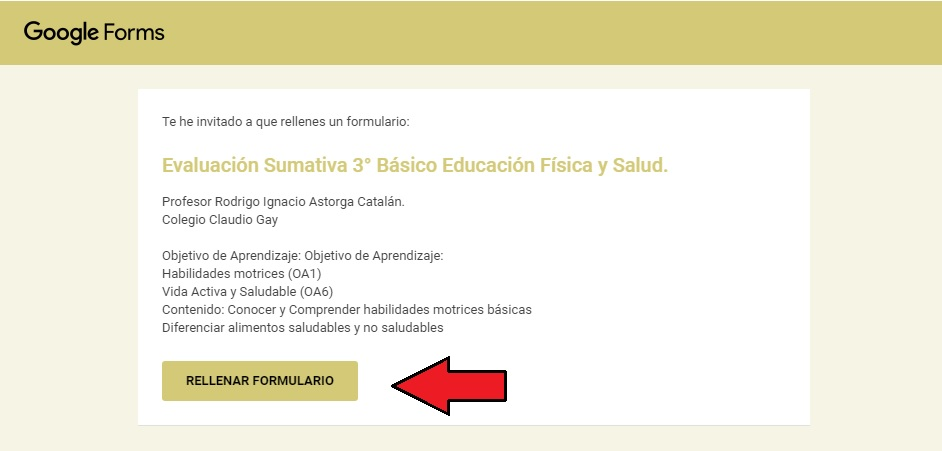 Google Forms
Te he invitado a que rellenes un formulario:
Evaluación Sumativa 3° Básico Educación Física y Salud.
Profesor Rodrigo Ignacio Astorga Catalán.
Colegio Claudio Gay
Objetivo de Aprendizaje: Objetivo de Aprendizaje:
Habilidades motrices (OA1)
Vida Activa y Saludable (OA6)
Contenido: Conocer y Comprender habilidades motrices básicas
Diferenciar alimentos saludables y no saludables
RELLENAR FORMULARIO